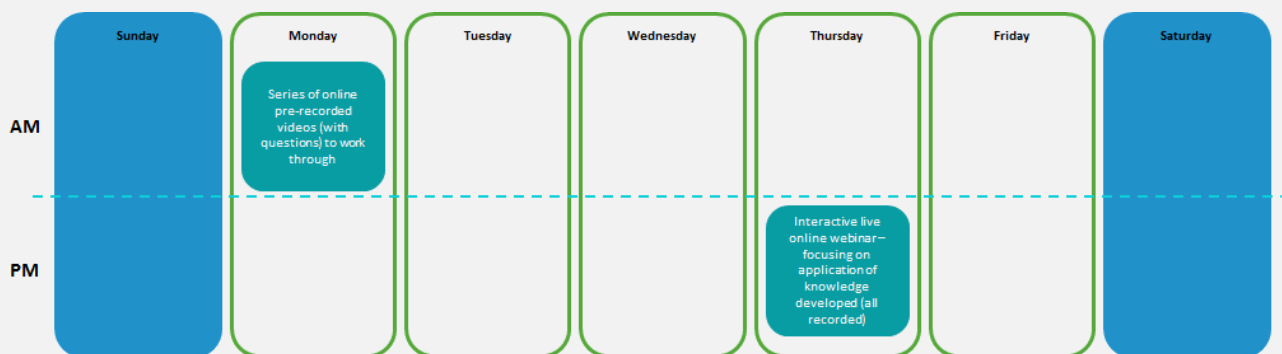 Sunday
Monday
Tuesday
Wednesday
Thursday
Friday
Saturday
AM
Series of online
pre-recorded
videos (with
questions) to work
through
PM
Interactive live
online webinar–
focusing on
application of
knowledge
developed (all
recorded)